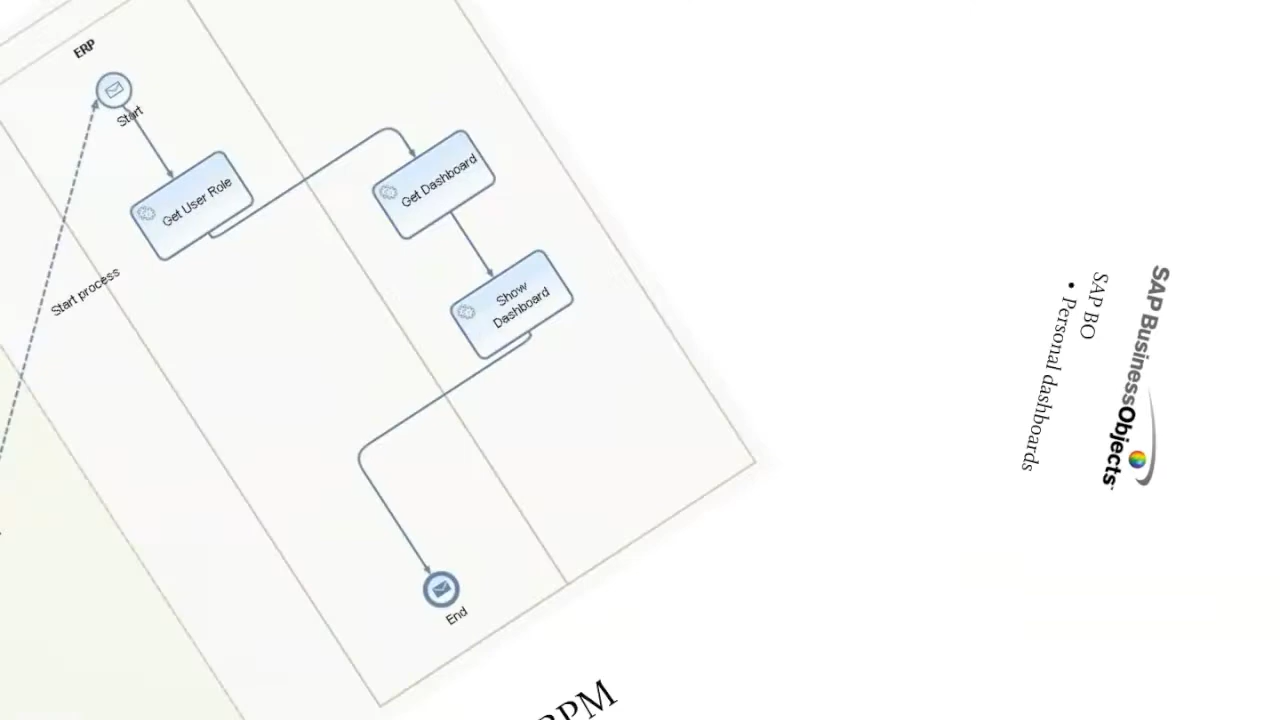 ERP
Start
Get User Role
Start process
Get Dashboard
Show
Dashboard
End
SAP BusinessObjects
SAP BO
• Personal dashboards